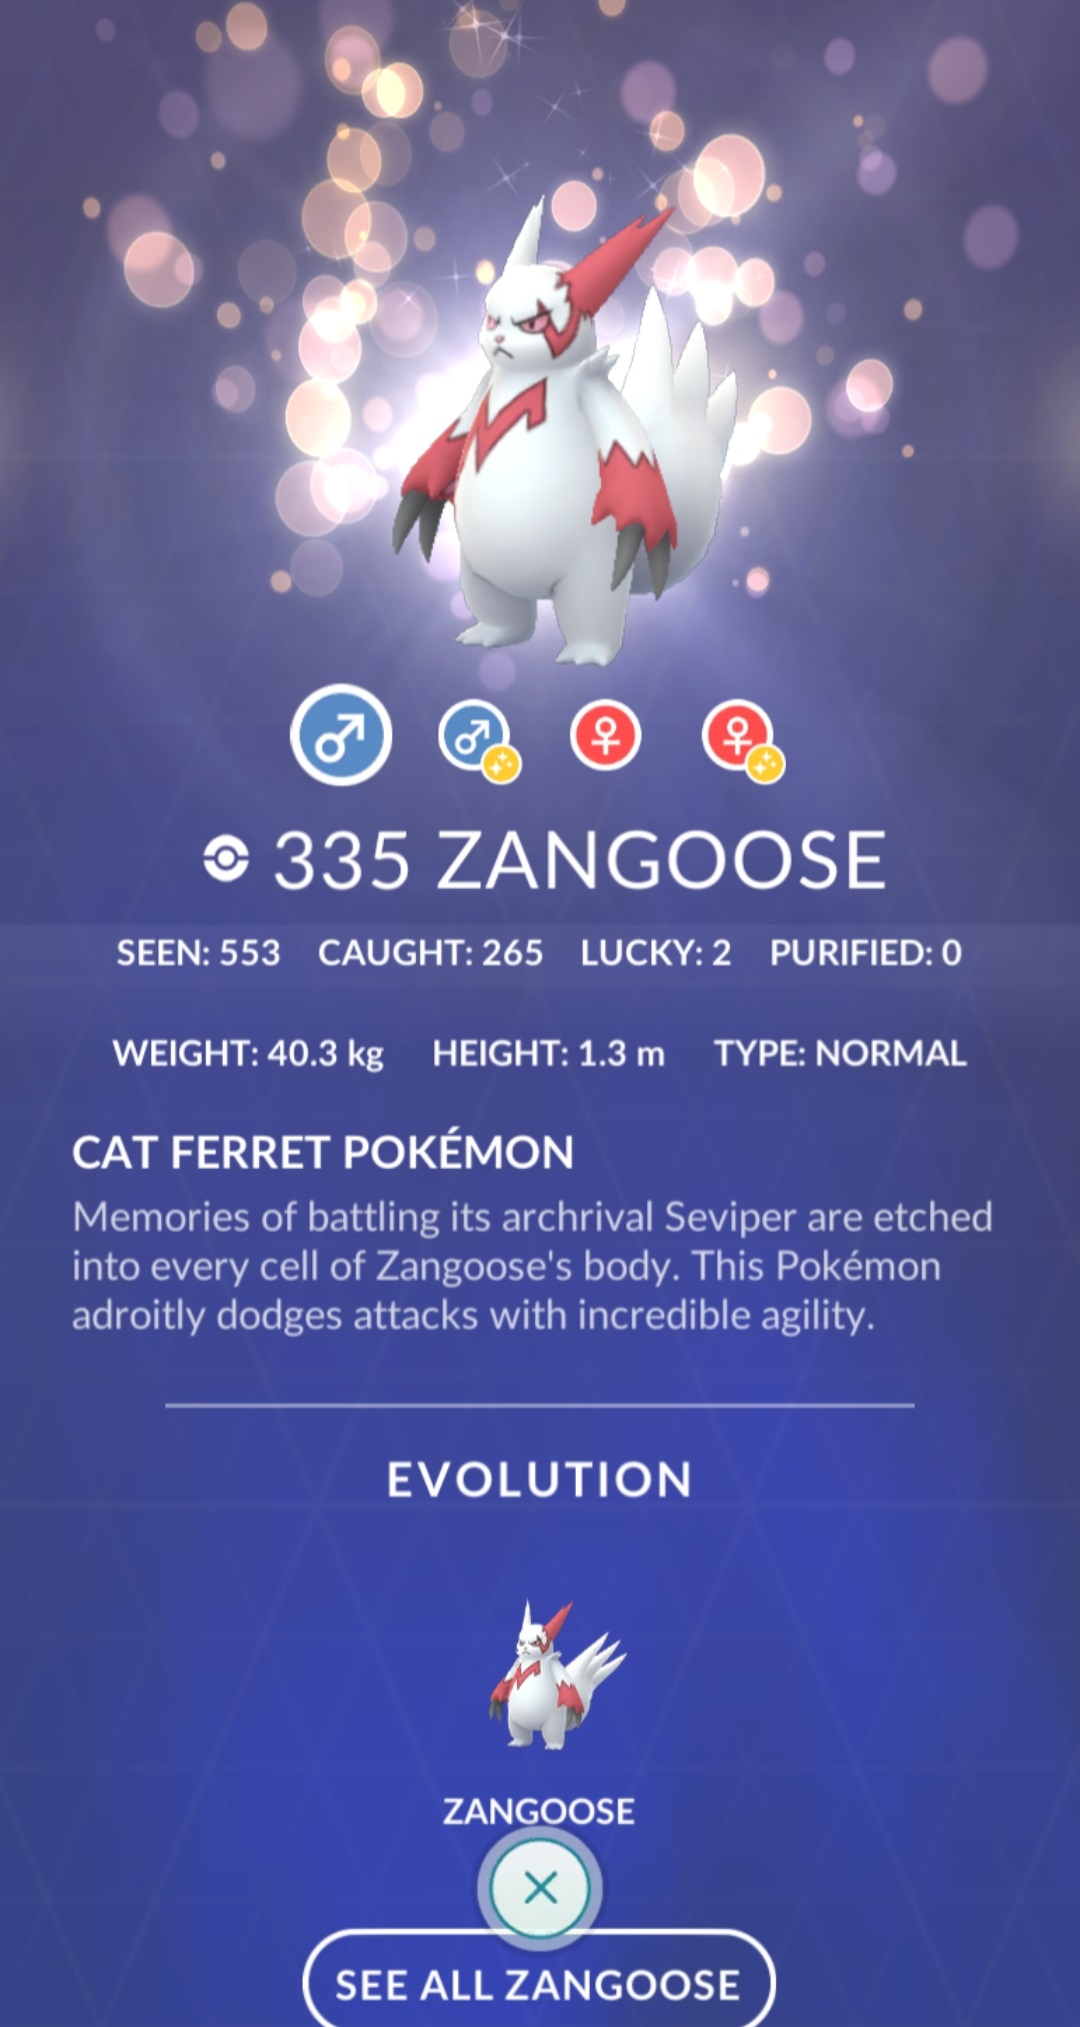 335 ZANGOOSE
SEEN: 553 CAUGHT: 265 LUCKY: 2 PURIFIED: 0
WEIGHT: 40.3 kg HEIGHT: 1.3 m TYPE: NORMAL
CAT FERRET POKÉMON
Memories of battling its archrival Seviper are etched
into every cell of Zangoose's body. This Pokémon
adroitly dodges attacks with incredible agility.
EVOLUTION
ZANGOOSE
SEE ALL ZANGOOSE